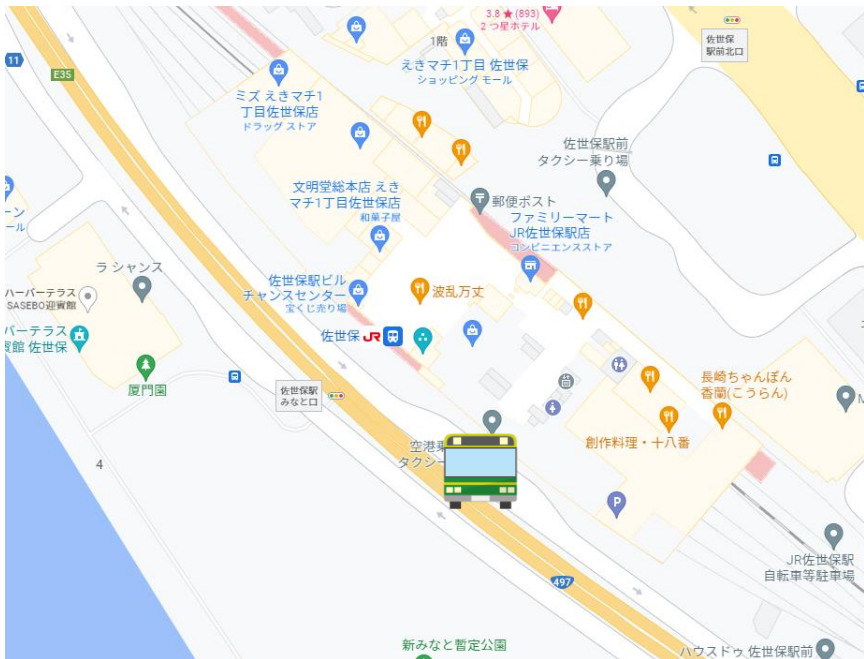 3.8 ★ (893)
2 つ星ホテル
1階
佐世保
駅前北口
11
E35
えきマチ1丁目 佐世保
ショッピング モール
ミズ えきマチ1
丁目佐世保店
ドラッグ ストア
佐世保駅前
タクシー乗り場
文明堂総本店 えき
マチ1丁目佐世保店
和菓子屋
郵便ポスト
ファミリーマート
JR佐世保駅店
コンビニエンスストア
ーン
ール
ラ シャンス
ハーバーテラス
SASEBO迎賓館
佐世保駅ビル
チャンスセンター
宝くじ売り場
波乱万丈
バーテラス
賓館 佐世保
佐世保 JR
厦門園
佐世保駅
みなと口
長崎ちゃんぽん
香蘭(こうらん)
M
空港乗
タクシー
創作料理・十八番
4
P
497
JR佐世保駅
自転車等駐車場
新みなと暫定公園
ハウスドゥ 佐世保駅前